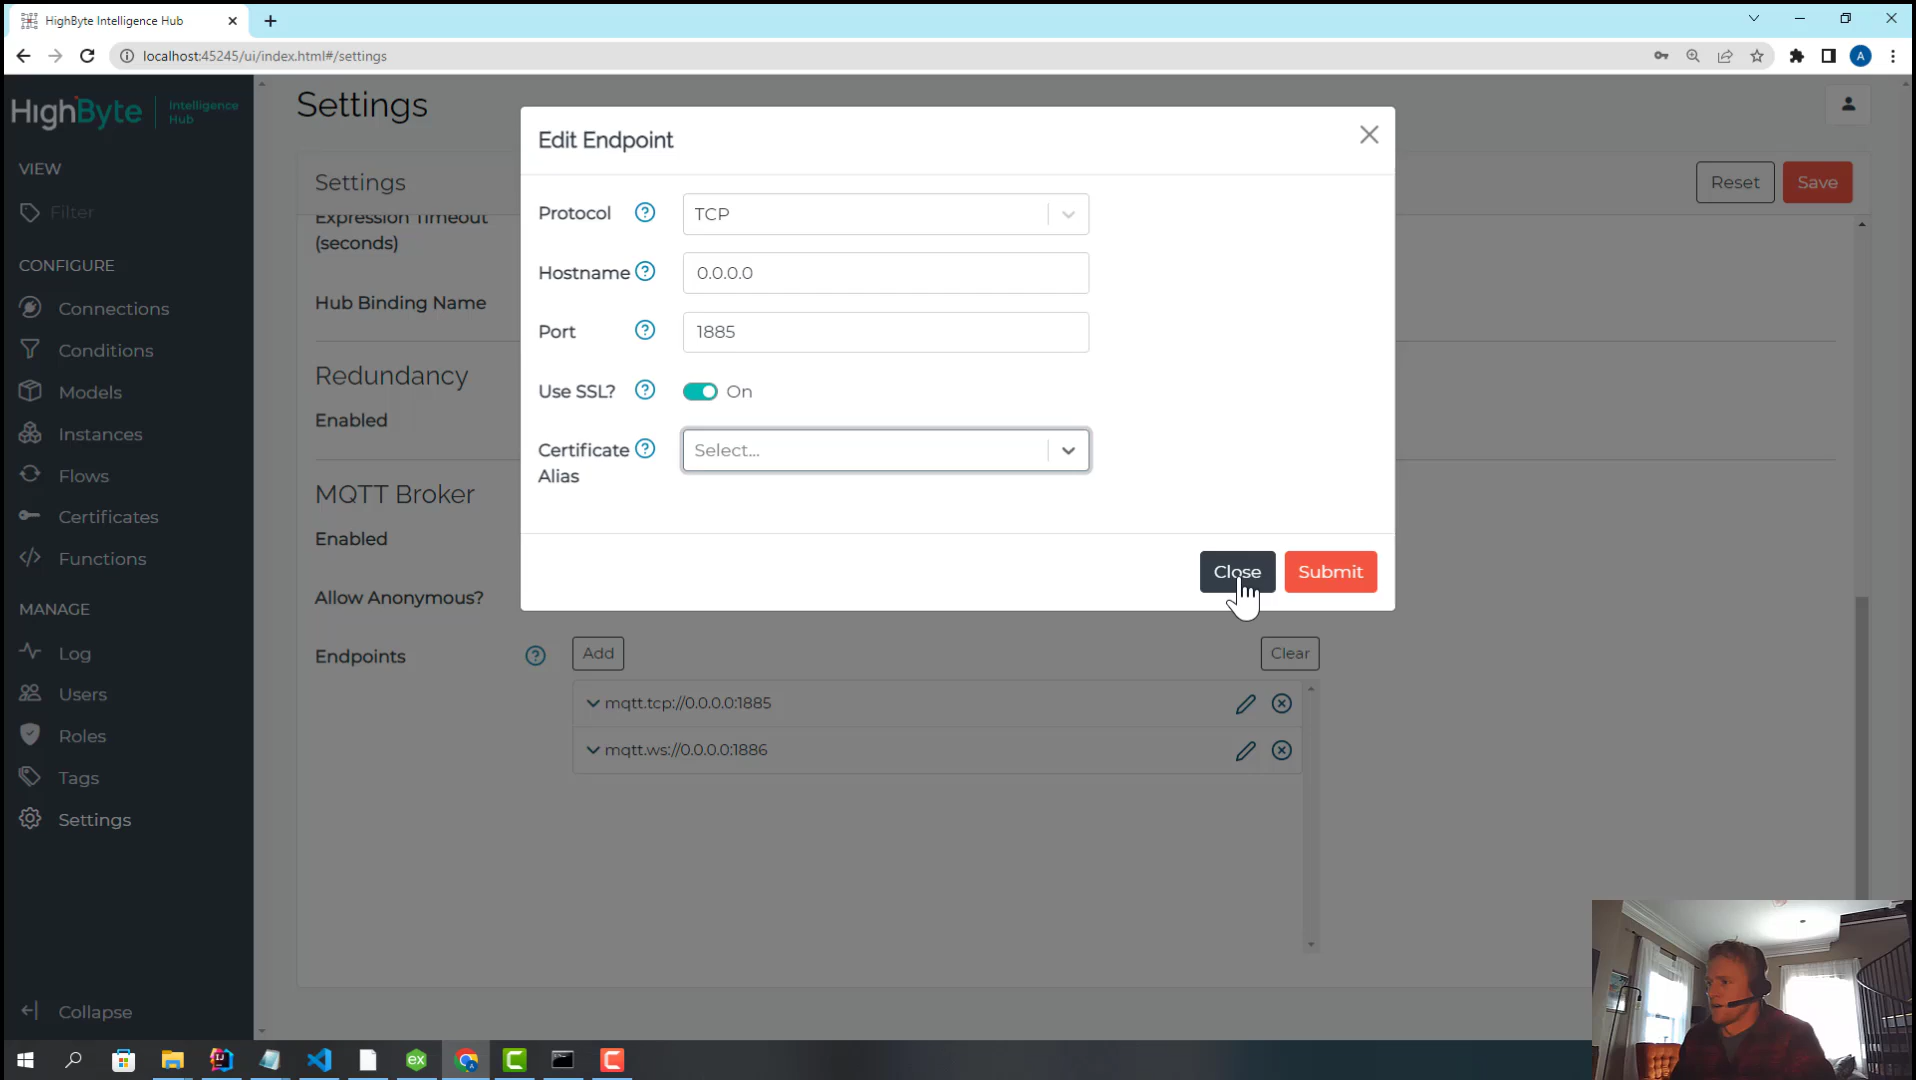 HighByte Intelligence Hub
localhost:45245/ui/index.html#/settings
A
HighByte
Intelligence
Hub
VIEW
Filter
CONFIGURE
Connections
Conditions
Models
Instances
Flows
Certificates
Functions
MANAGE
Log
Users
Roles
Tags
Settings
Collapse
Settings
Settings
Reset
Save
Expression Timeout
(seconds)
Hub Binding Name
Redundancy
Enabled
MQTT Broker
Enabled
Allow Anonymous?
Endpoints
Add
Clear
mqtt.tcp://0.0.0.0:1885
mqtt.ws://0.0.0.0:1886
Edit Endpoint
Protocol
TCP
Hostname
0.0.0.0
Port
1885
Use SSL?
On
Certificate
Alias
Select...
Close
Submit
ex